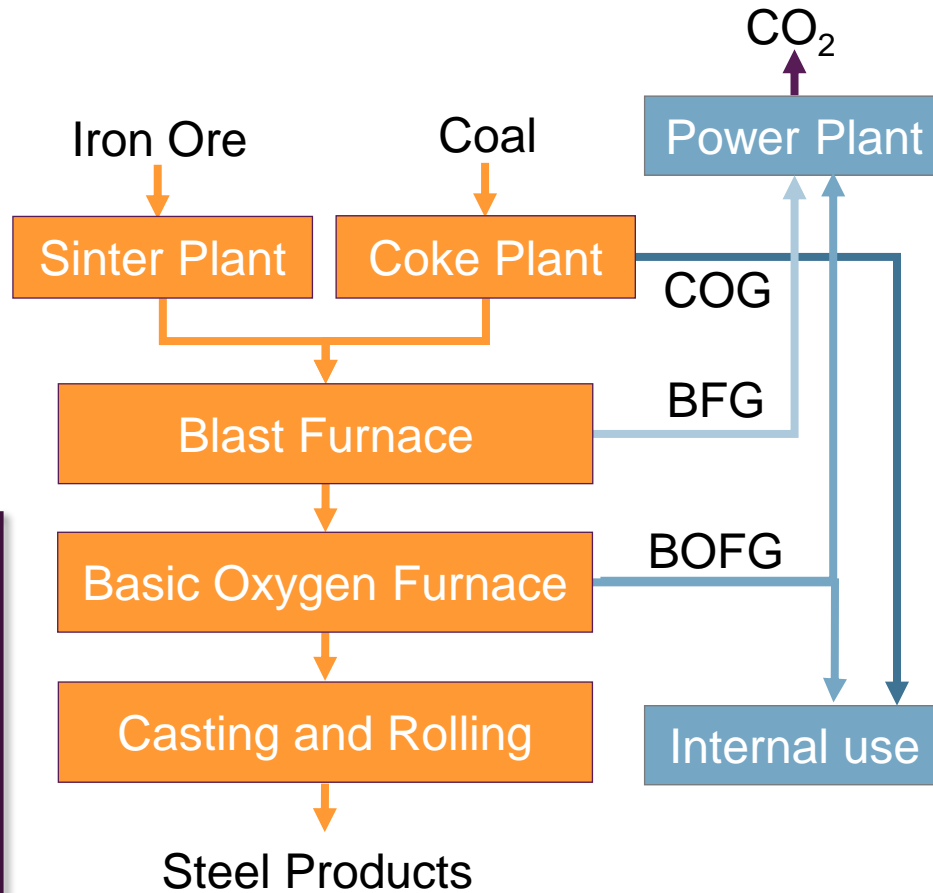 CO₂
Iron Ore
Coal
Power Plant
Sinter Plant
Coke Plant
COG
BFG
Blast Furnace
BOFG
Basic Oxygen Furnace
Casting and Rolling
Internal use
Steel Products